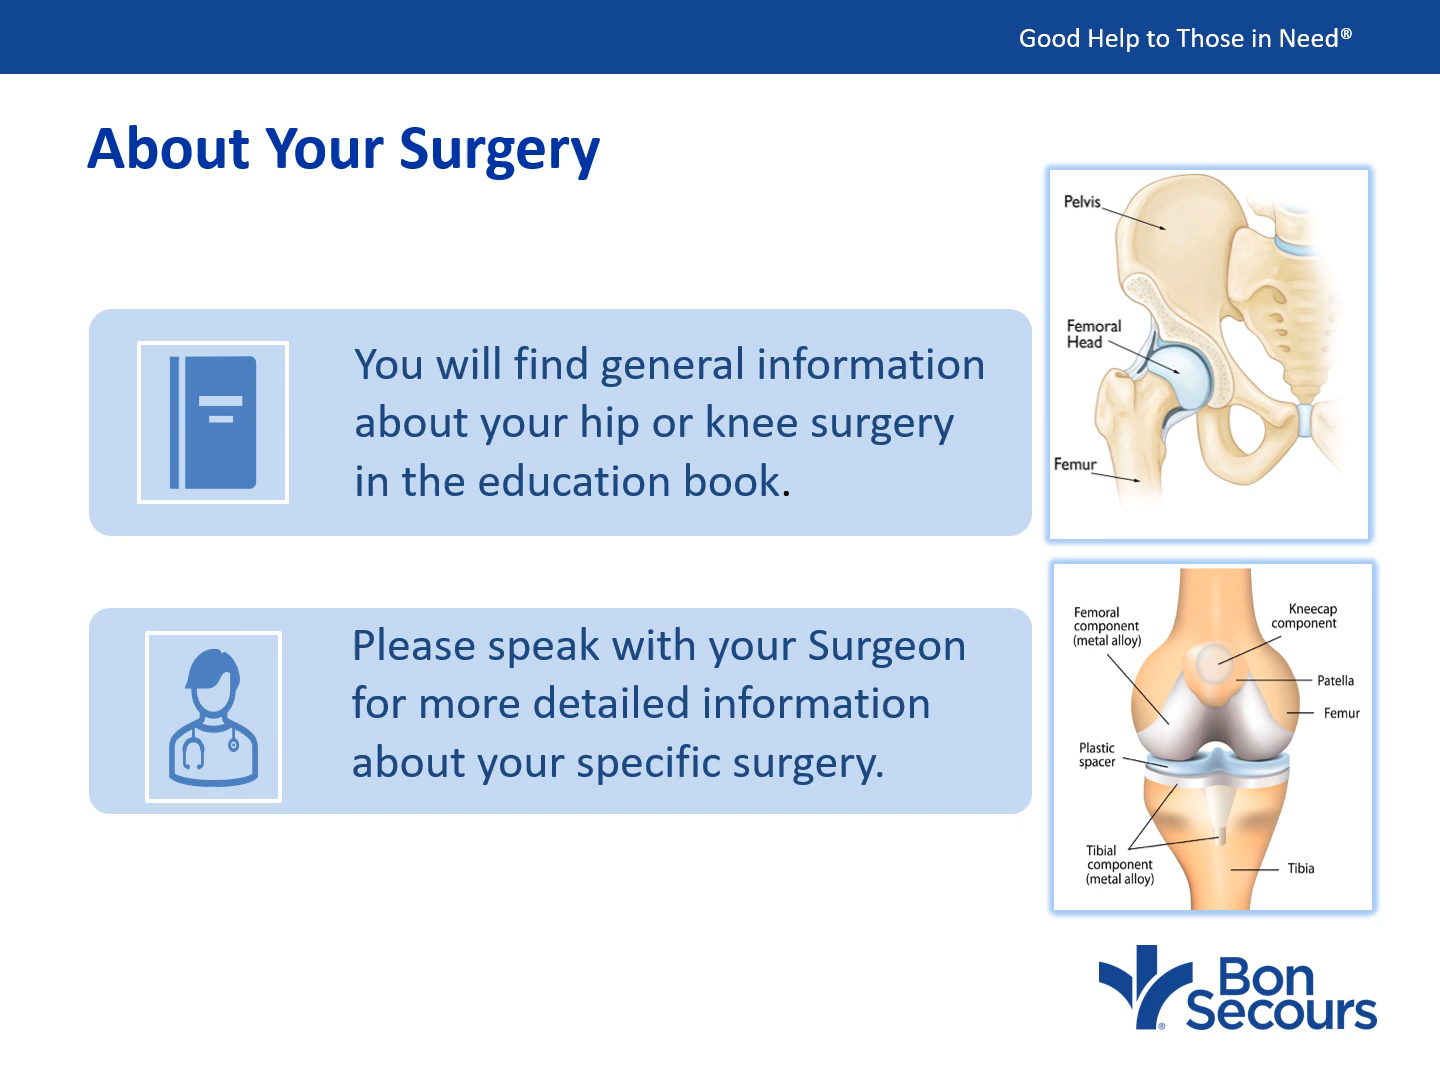 Good Help to Those in Need®
About Your Surgery
You will find general information
about your hip or knee surgery
in the education book.
Please speak with your Surgeon
for more detailed information
about your specific surgery.
Pelvis
Femoral
Head
Femur
Femoral
component
(metal alloy)
Kneecap
component
Patella
Femur
Plastic
spacer
Tibial
component
(metal alloy)
Tibia
Bon
Secours
®